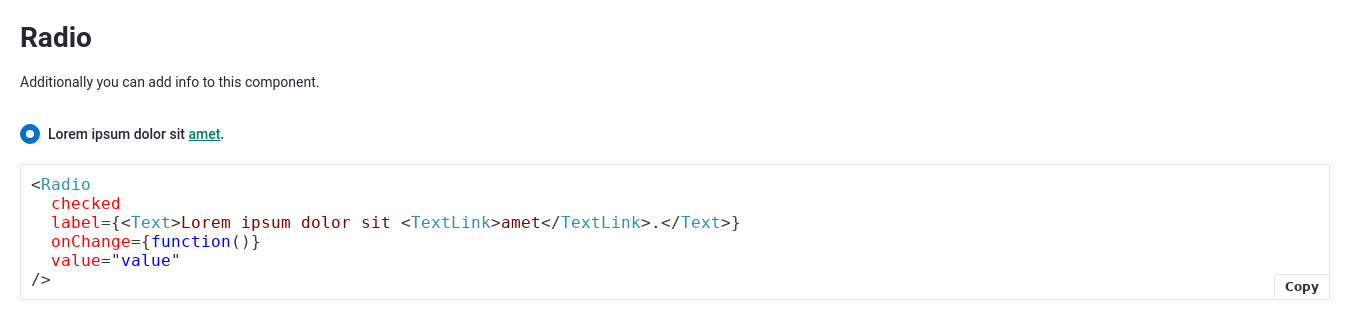 Radio
Additionally you can add info to this component.
Lorem ipsum dolor sit amet.
<Radio
  checked
  label={<Text>Lorem ipsum dolor sit <TextLink>amet</TextLink>.</Text>}
  onChange={function()}
  value="value"
/>
Copy